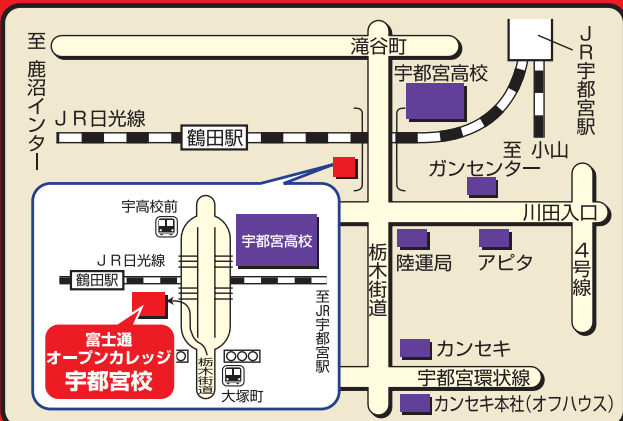 至 鹿沼インター
滝谷町
JR宇都宮駅
宇都宮高校
JR日光線
鶴田駅
至 小山
ガンセンター
川田入口
栃木街道
陸運局
アピタ
4号線
カンセキ
宇都宮環状線
カンセキ本社(オフハウス)
宇高校前
宇都宮高校
JR日光線
鶴田駅
至JR宇都宮駅
富士通
オープンカレッジ
宇都宮校
栃木街道
大塚町